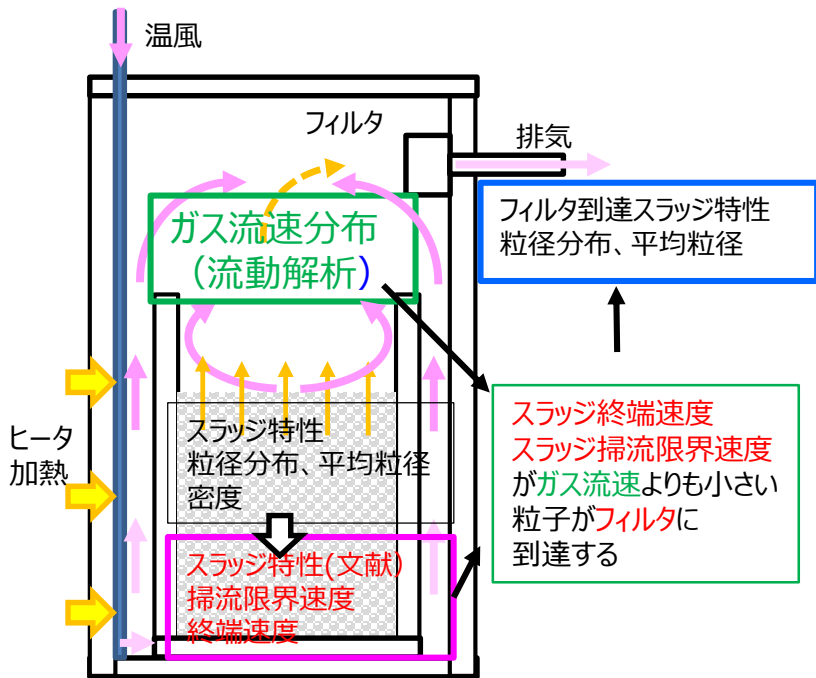 温風
フィルタ
排気
ガス流速分布
（流動解析）
フィルタ到達スラッジ特性
粒径分布、平均粒径
ヒータ
加熱
スラッジ特性
粒径分布、平均粒径
密度
スラッジ特性(文献)
掃流限界速度
終端速度
スラッジ終端速度
スラッジ掃流限界速度
がガス流速よりも小さい
粒子がフィルタに
到達する